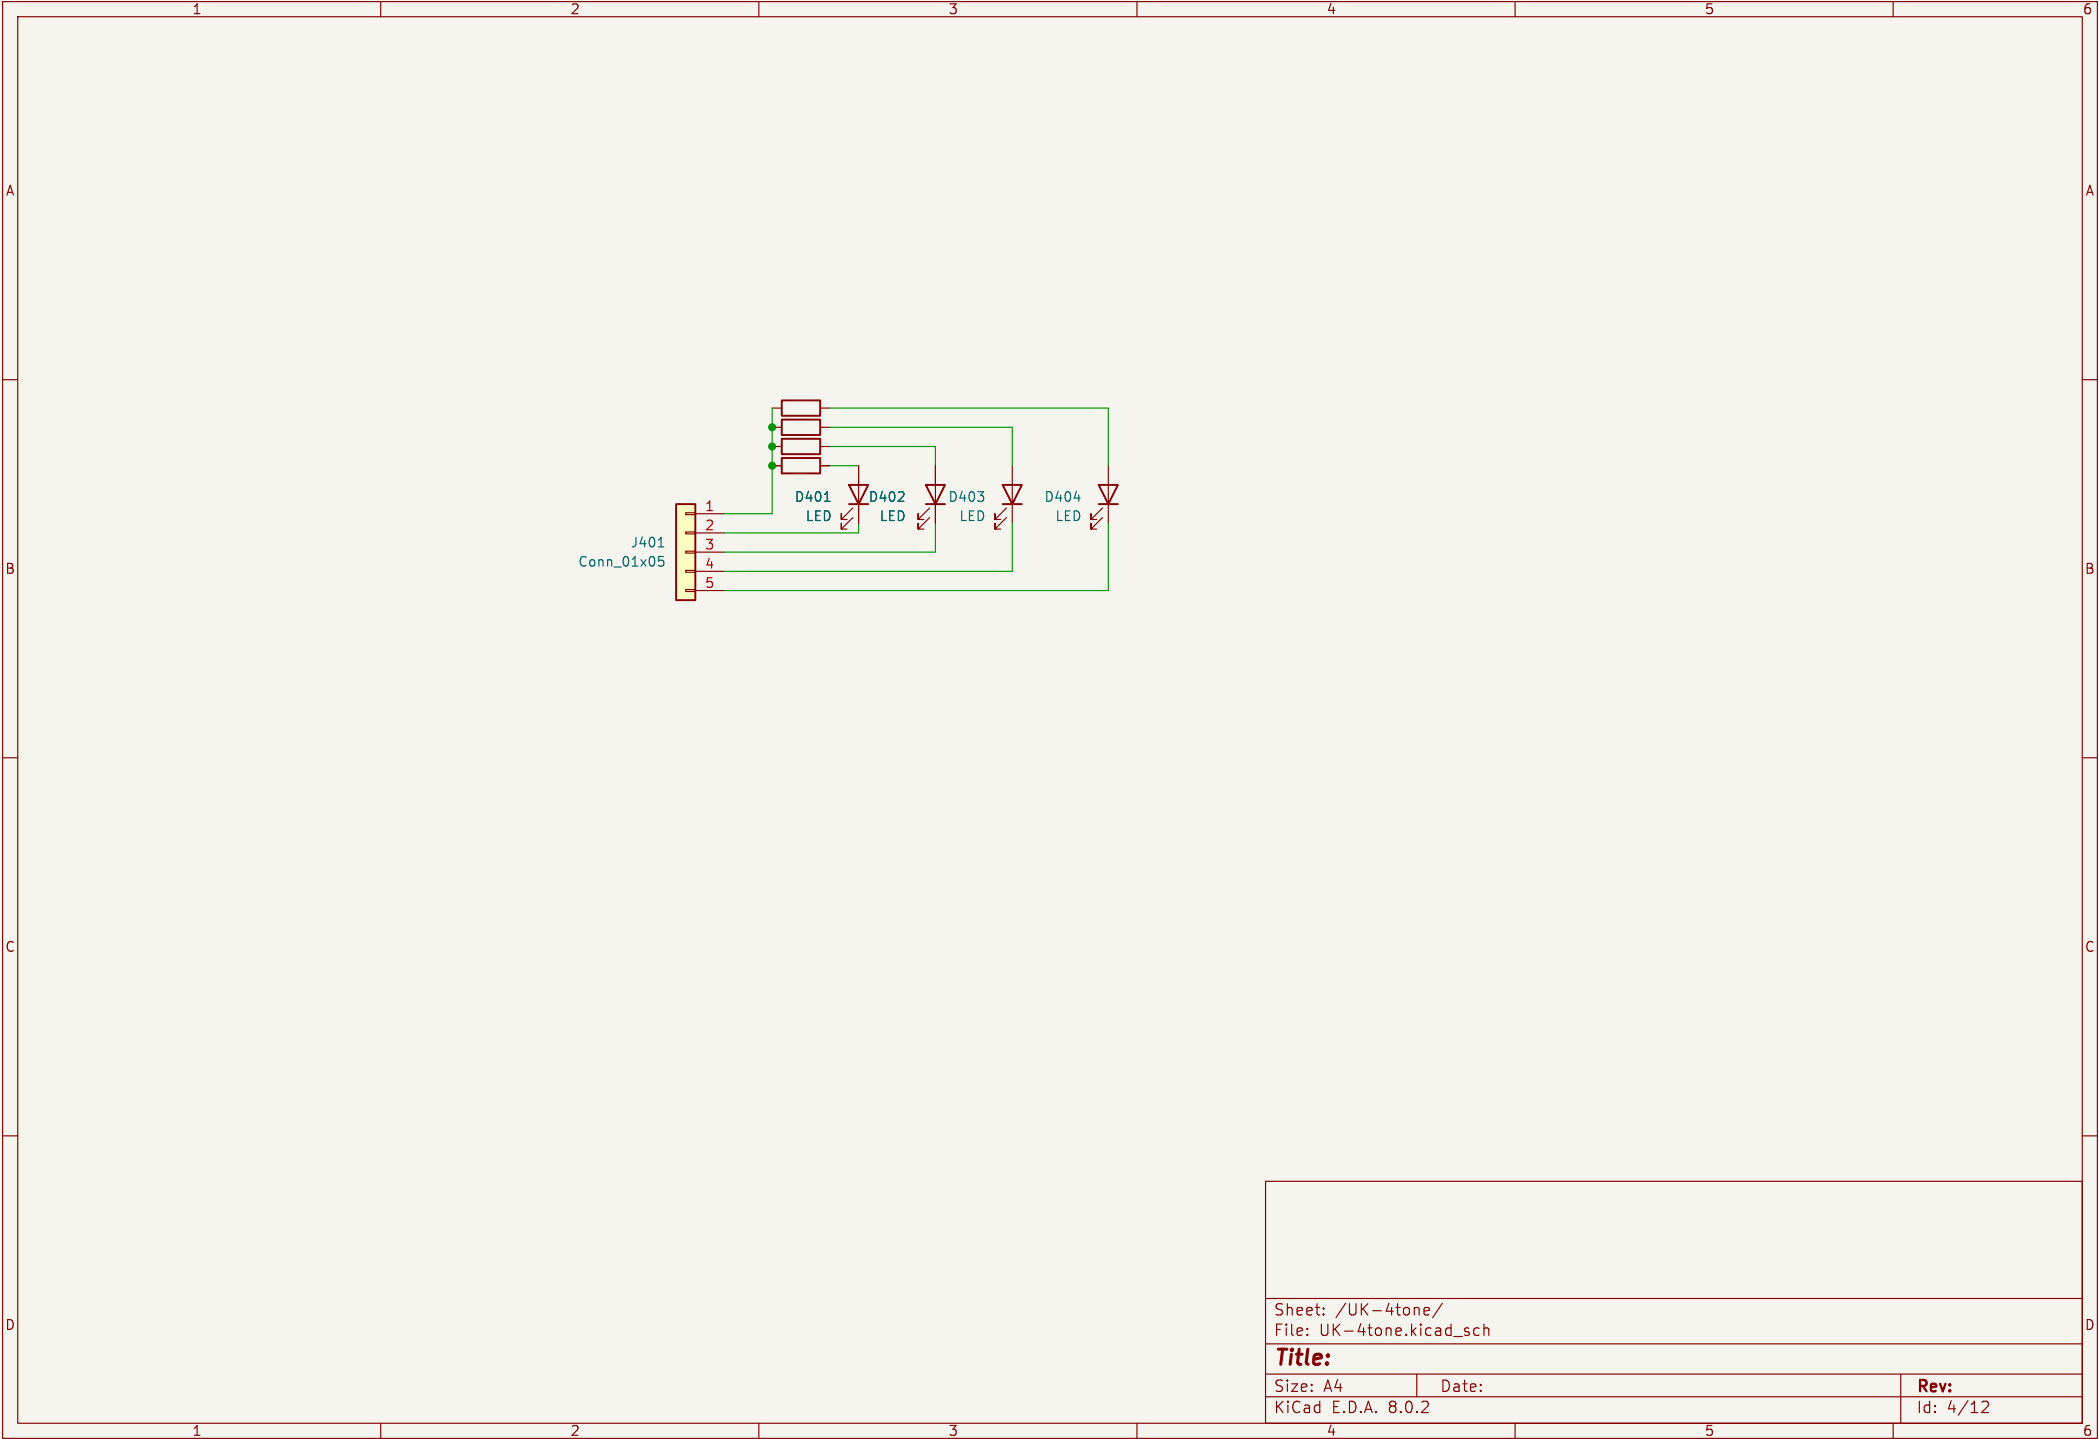 1 2 3 4 5 6
A A
B B
C C
D D
D401
LED
D402
LED
D403
LED
D404
LED
J401
Conn_01x05
1
2
3
4
5
Sheet: /UK-4tone/
File: UK-4tone.kicad_sch
Title:
Size: A4 Date: Rev:
KiCad E.D.A. 8.0.2 Id: 4/12
1 2 3 4 5 6